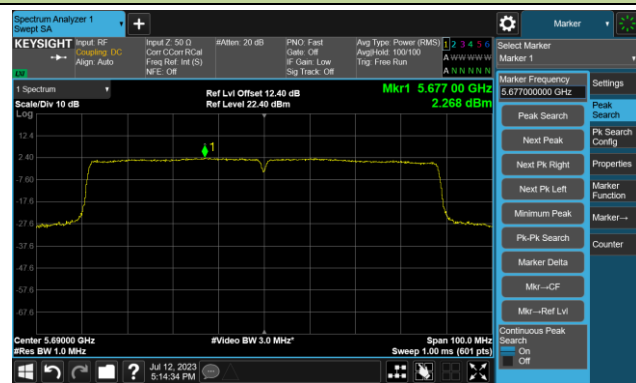 Spectrum Analyzer 1
Swept SA
+
Marker
KEYSIGHT
Input: RF
Coupling: DC
Align: Auto
Input Z: 50 Ω
Corr CCorr RCal
Freq Ref: Int (S)
NFE: Off
#Atten: 20 dB
PNO: Fast
Gate: Off
IF Gain: Low
Sig Track: Off
Avg Type: Power (RMS)
Avg|Hold: 100/100
Trig: Free Run
1 2 3 4 5 6
A W W W W W
A N N N N N
LV
Select Marker
Marker 1
1 Spectrum
Scale/Div 10 dB
Log
Ref Lvl Offset 12.40 dB
Ref Level 22.40 dBm
Mkr1 5.677 00 GHz
2.268 dBm
12.4
2.40
-7.60
-17.6
-27.6
-37.6
-47.6
-57.6
-67.6
1
Center 5.69000 GHz
#Res BW 1.0 MHz
#Video BW 3.0 MHz*
Span 100.0 MHz
Sweep 1.00 ms (601 pts)
Marker Frequency
5.677000000 GHz
Peak Search
Next Peak
Next Pk Right
Next Pk Left
Minimum Peak
Pk-Pk Search
Marker Delta
Mkr→CF
Mkr→Ref Lvl
Continuous Peak Search
On
Off
Settings
Peak Search
Pk Search Config
Properties
Marker Function
Marker→
Counter
?
Jul 12, 2023
5:14:34 PM